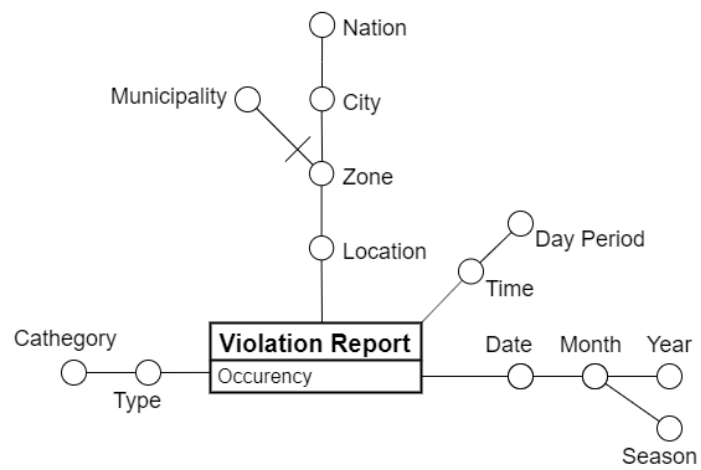 Nation
Municipality
City
Zone
Day Period
Location
Time
Violation Report
Cathegory
Date
Month
Year
Occurency
Type
Season